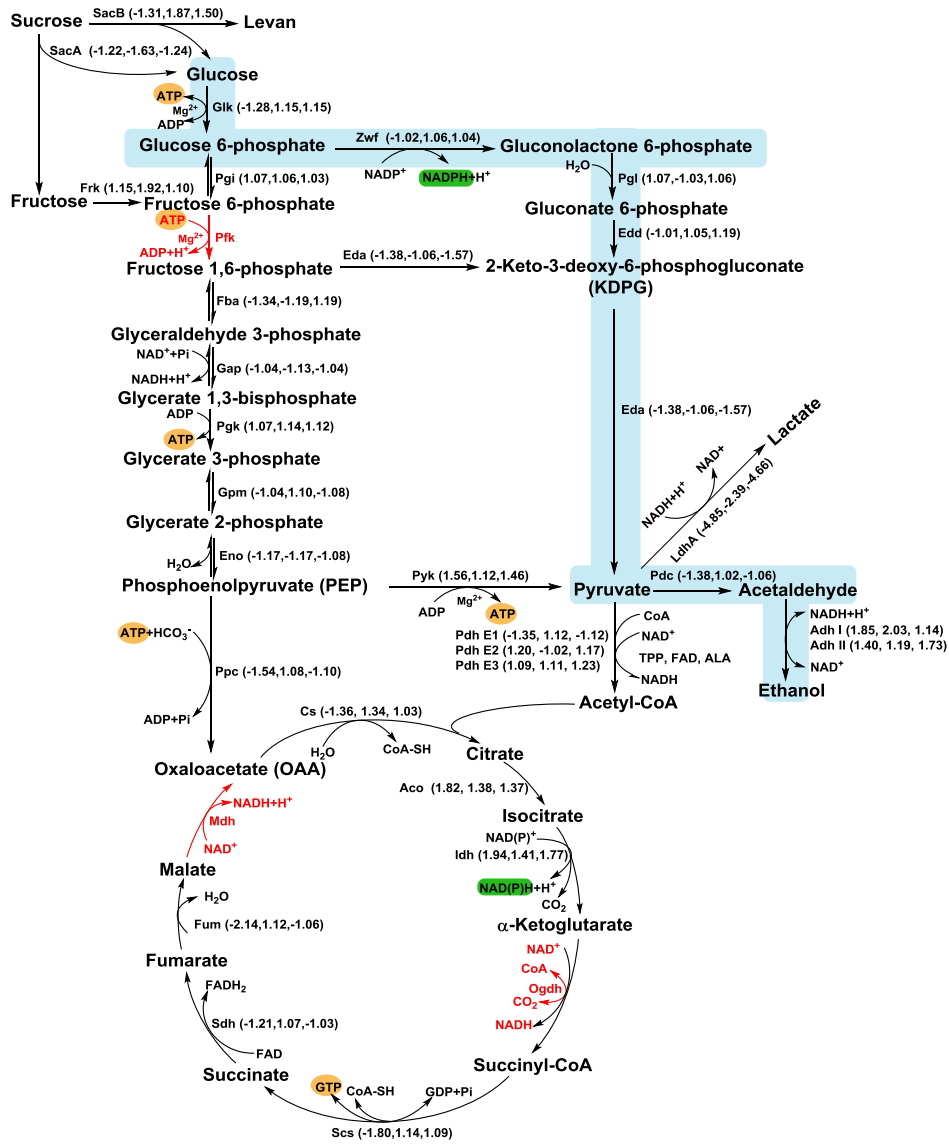 SacB (-1.31,1.87,1.50)
Sucrose
Levan
SacA (-1.22,-1.63,-1.24)
Glucose
ATP
Mg2+
ADP
Glk (-1.28,1.15,1.15)
Glucose 6-phosphate
Zwf (-1.02,1.06,1.04)
NADP+
NADPH+H+
Gluconolactone 6-phosphate
H2O
Pgl (1.07,-1.03,1.06)
Pgi (1.07,1.06,1.03)
Frk (1.15,1.92,1.10)
Fructose
Fructose 6-phosphate
Gluconate 6-phosphate
ATP
Mg2+
Pfk
ADP+H+
Edd (-1.01,1.05,1.19)
Fructose 1,6-phosphate
Eda (-1.38,-1.06,-1.57)
2-Keto-3-deoxy-6-phosphogluconate
(KDPG)
Fba (-1.34,-1.19,1.19)
Glyceraldehyde 3-phosphate
NAD++Pi
Gap (-1.04,-1.13,-1.04)
NADH+H+
Glycerate 1,3-bisphosphate
ADP
Pgk (1.07,1.14,1.12)
ATP
Eda (-1.38,-1.06,-1.57)
Lactate
NAD+
NADH+H+
LdhA (-4.85,-2.39,-4.66)
Glycerate 3-phosphate
Gpm (-1.04,1.10,-1.08)
Glycerate 2-phosphate
Eno (-1.17,-1.17,-1.08)
H2O
Phosphoenolpyruvate (PEP)
Pyk (1.56,1.12,1.46)
ADP
Mg2+
ATP
Pyruvate
Pdc (-1.38,1.02,-1.06)
Acetaldehyde
NADH+H+
Adh I (1.85, 2.03, 1.14)
Adh II (1.40, 1.19, 1.73)
NAD+
Ethanol
CoA
NAD+
TPP, FAD, ALA
NADH
Pdh E1 (-1.35, 1.12, -1.12)
Pdh E2 (1.20, -1.02, 1.17)
Pdh E3 (1.09, 1.11, 1.23)
ATP+HCO3-
Ppc (-1.54,1.08,-1.10)
ADP+Pi
Acetyl-CoA
Cs (-1.36, 1.34, 1.03)
H2O
CoA-SH
Citrate
Oxaloacetate (OAA)
Aco (1.82, 1.38, 1.37)
Isocitrate
NAD(P)+
Idh (1.94,1.41,1.77)
NAD(P)H+H+
CO2
NADH+H+
Mdh
NAD+
Malate
H2O
Fum (-2.14,1.12,-1.06)
α-Ketoglutarate
NAD+
CoA
Ogdh
CO2
NADH
Fumarate
FADH2
Sdh (-1.21,1.07,-1.03)
FAD
Succinate
Succinyl-CoA
GTP
CoA-SH
GDP+Pi
Scs (-1.80,1.14,1.09)